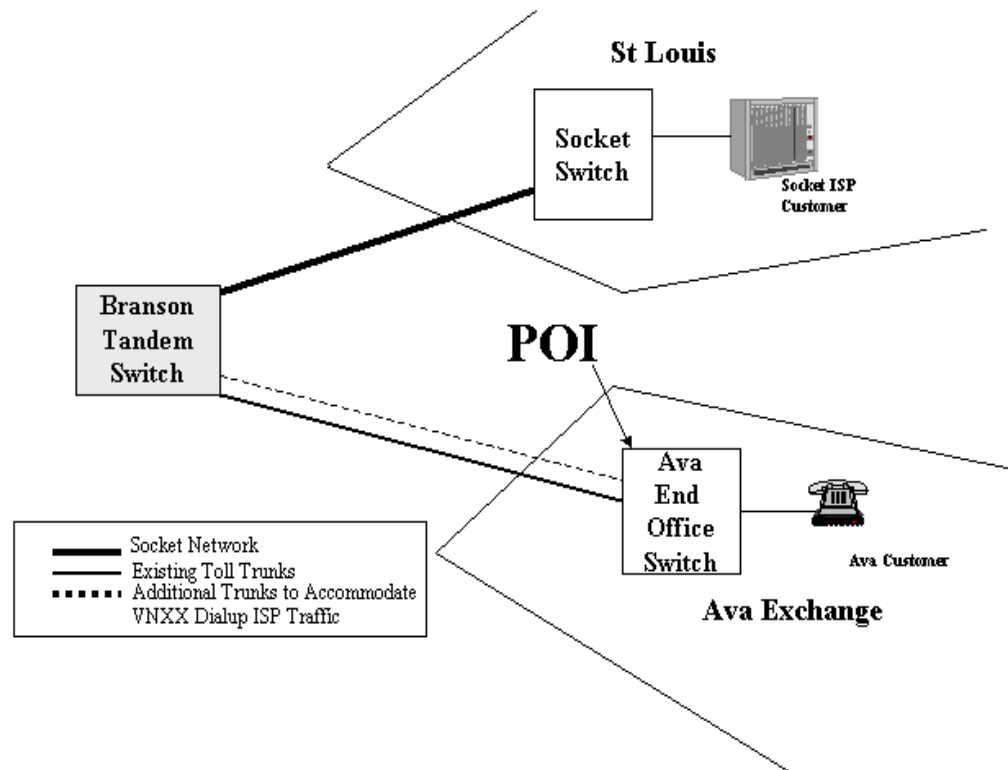 St Louis
Socket
Switch
Socket ISP
Customer
Branson
Tandem
Switch
POI
Ava
End
Office
Switch
Ava Customer
Ava Exchange
Socket Network
Existing Toll Trunks
Additional Trunks to Accommodate
VNXX Dialup ISP Traffic